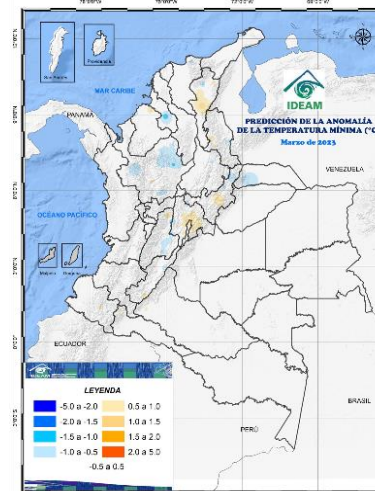 San Andrés
Providencia
MAR CARIBE
IDEAM
PREDICCIÓN DE LA ANOMALÍA
DE LA TEMPERATURA MÍNIMA (°C
Marzo de 2023
PANAMÁ
VENEZUELA
OCÉANO PACÍFICO
Malpelo
Gorgona
ECUADOR
BRASIL
PERÚ
IDEAM
LEYENDA
-5.0 a -2.0 0.5 a 1.0
-2.0 a -1.5 1.0 a 1.5
-1.5 a -1.0 1.5 a 2.0
-1.0 a -0.5 2.0 a 5.0
-0.5 a 0.5